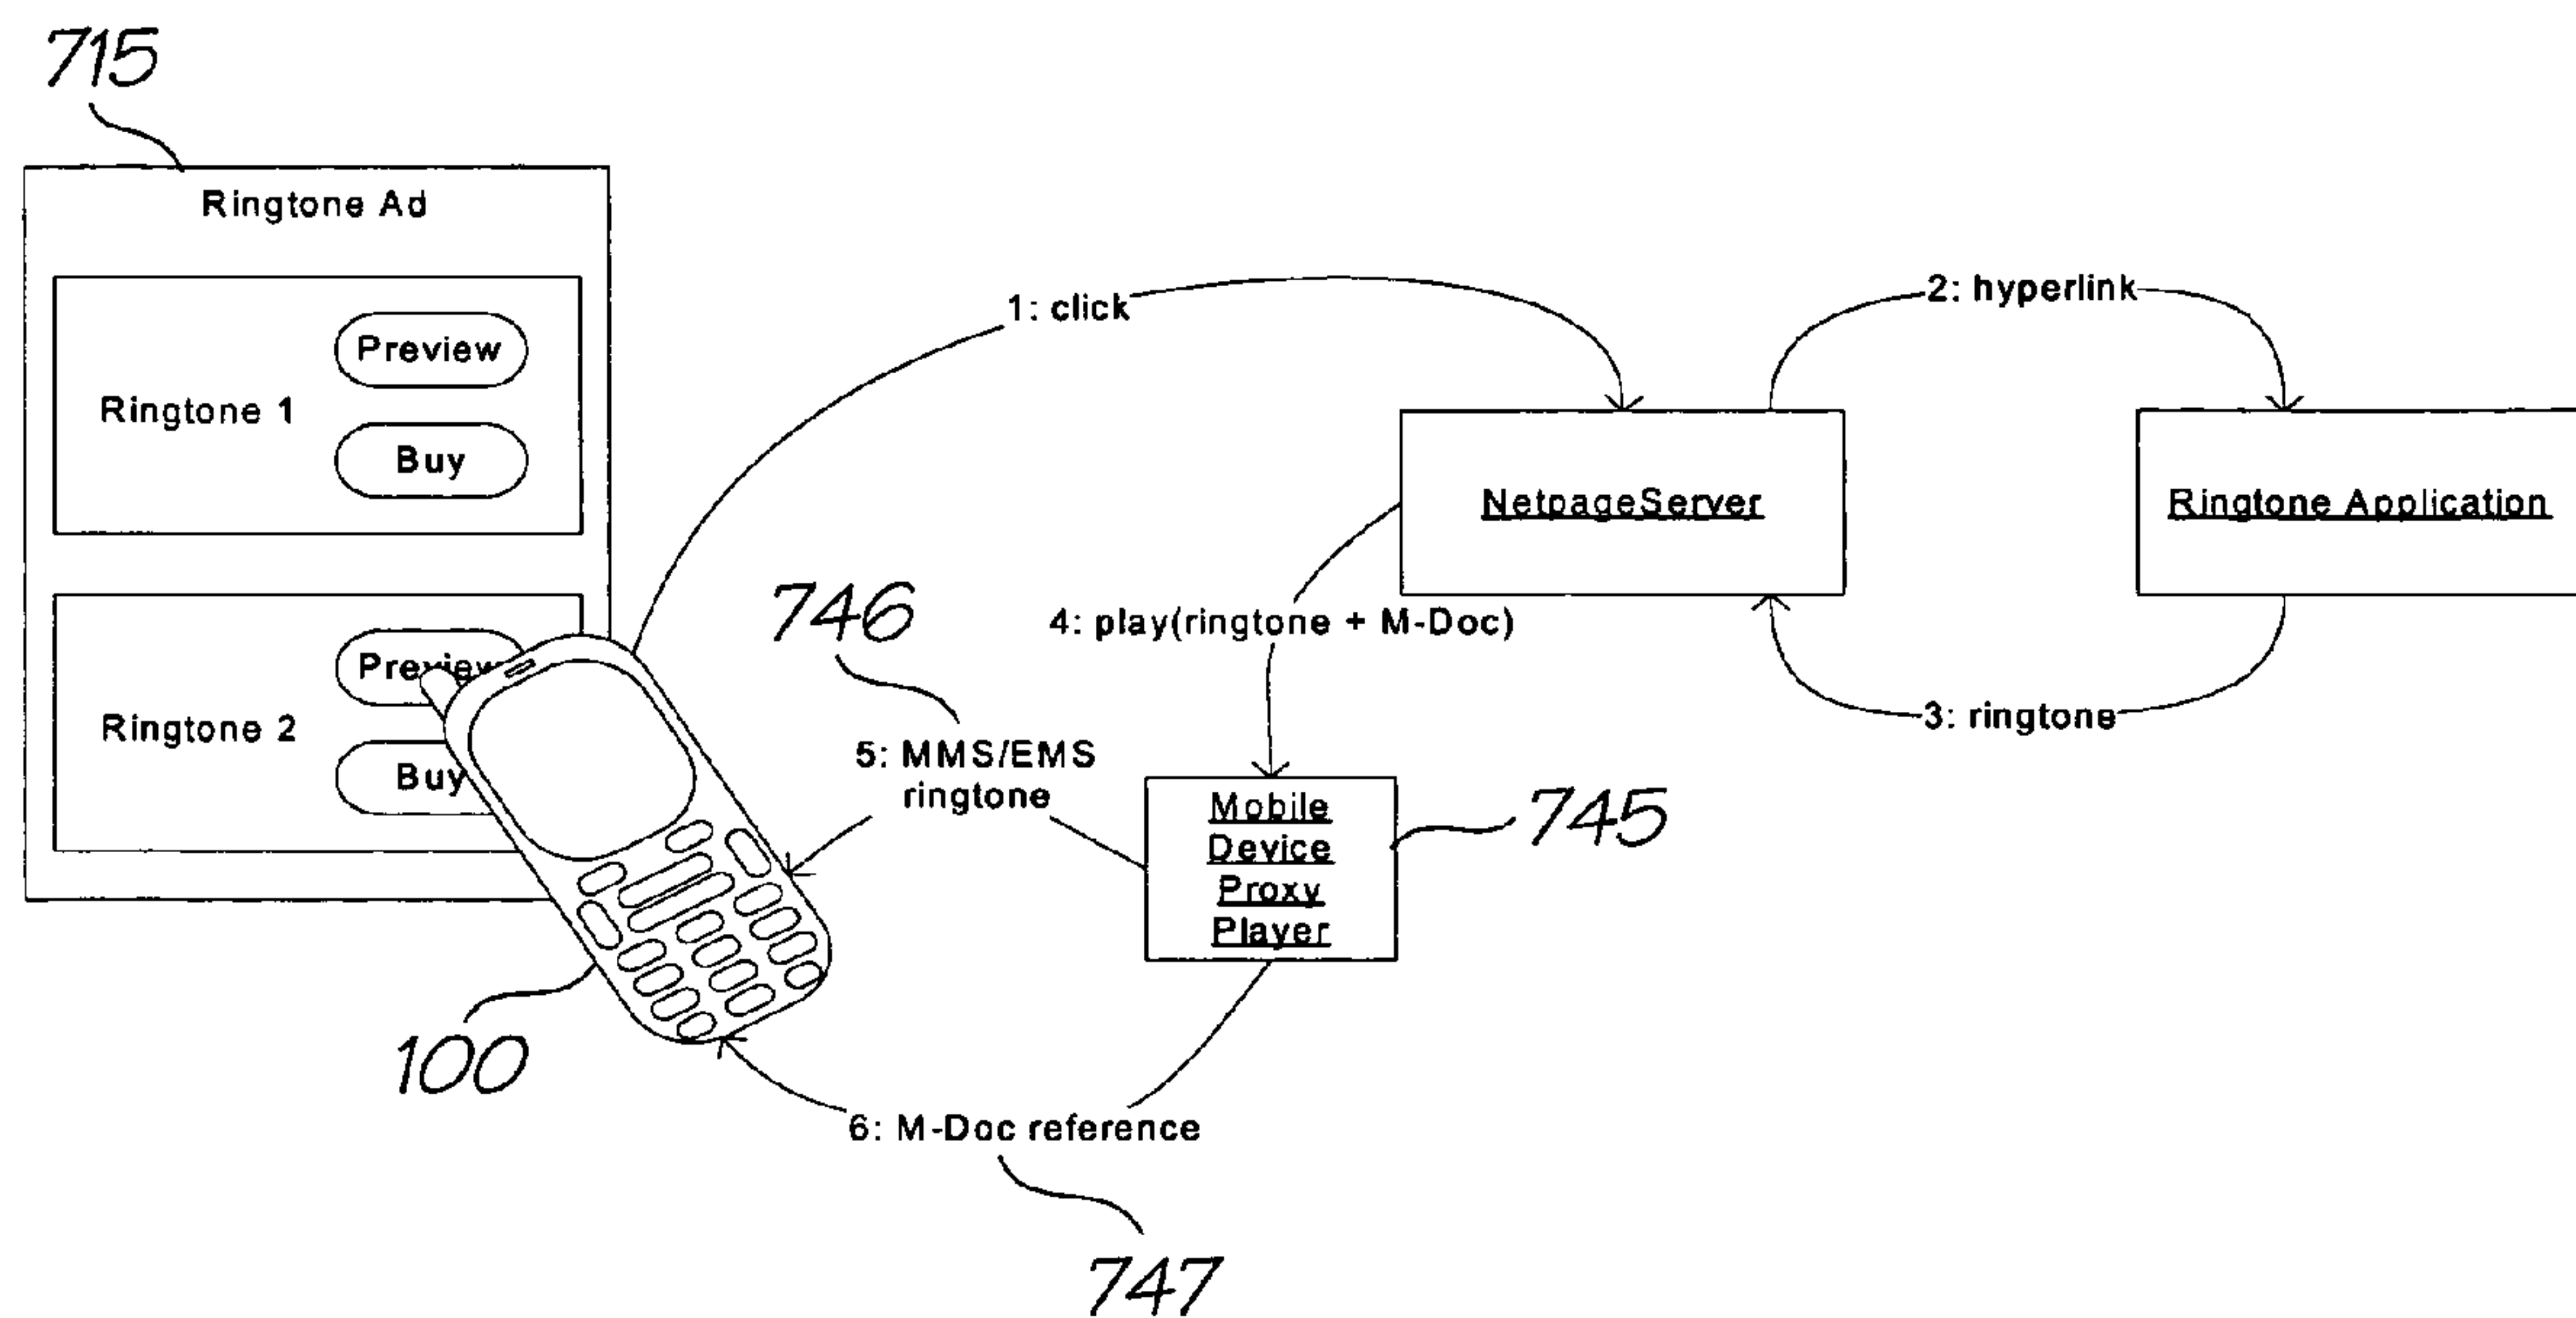 715
Ringtone Ad
Preview
Ringtone 1
Buy
Preview
Ringtone 2
Buy
100
1: click
2: hyperlink
NetpageServer
Ringtone Application
3: ringtone
4: play(ringtone + M-Doc)
746
5: MMS/EMS
ringtone
Mobile
Device
Proxy
Player
745
6: M-Doc reference
747